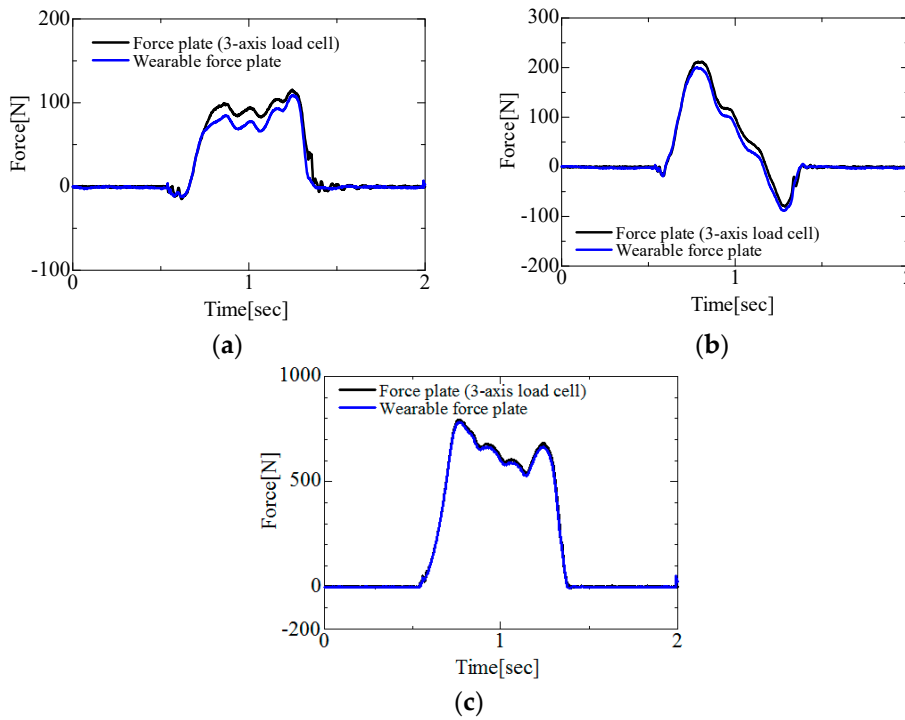 200
Force plate (3-axis load cell)
Wearable force plate
100
0
-100
Force[N]
0
1
2
Time[sec]
(a)
300
200
100
0
-100
-200
Force[N]
Force plate (3-axis load cell)
Wearable force plate
0
1
Time[sec]
(b)
1000
Force plate (3-axis load cell)
Wearable force plate
500
0
-200
Force[N]
0
1
2
Time[sec]
(c)